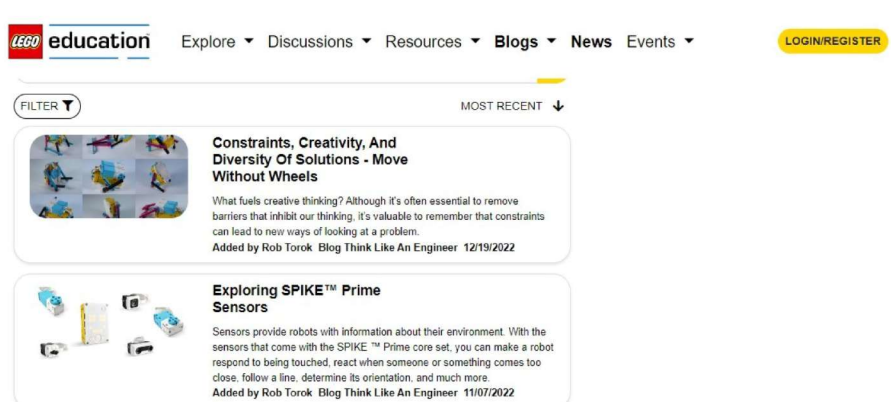 LEGO education Explore Discussions Resources Blogs News Events LOGIN/REGISTER
FILTER MOST RECENT
Constraints, Creativity, And
Diversity Of Solutions - Move
Without Wheels
What fuels creative thinking? Although it's often essential to remove
barriers that inhibit our thinking, it's valuable to remember that constraints
can lead to new ways of looking at a problem.
Added by Rob Torok Blog Think Like An Engineer 12/19/2022
Exploring SPIKE™ Prime
Sensors
Sensors provide robots with information about their environment. With the
sensors that come with the SPIKE ™ Prime core set, you can make a robot
respond to being touched, react when someone or something comes too
close, follow a line, determine its orientation, and much more.
Added by Rob Torok Blog Think Like An Engineer 11/07/2022